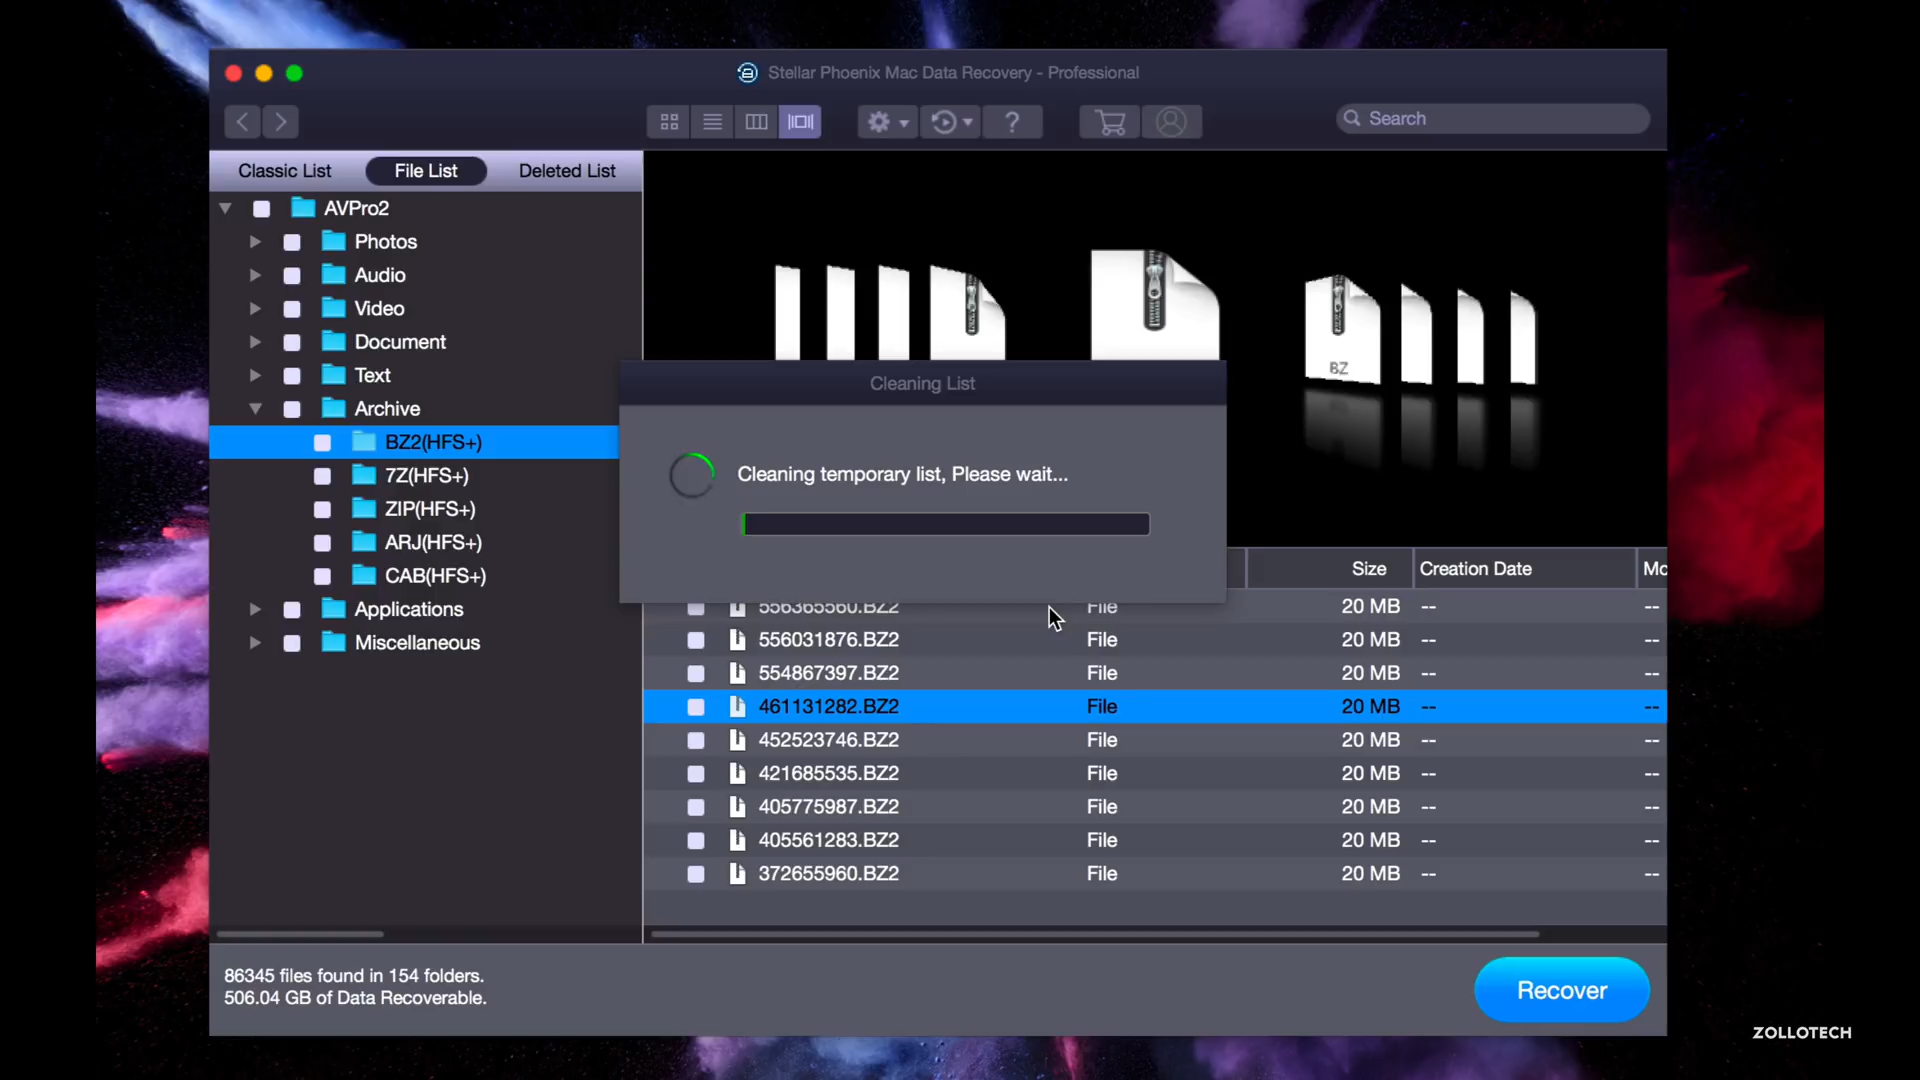 Stellar Phoenix Mac Data Recovery - Professional
?
Search
Classic List
File List
Deleted List
AVPro2
Photos
Audio
Video
Document
Text
Archive
BZ2(HFS+)
7Z(HFS+)
ZIP(HFS+)
ARJ(HFS+)
CAB(HFS+)
Applications
Miscellaneous
BZ
Cleaning List
Cleaning temporary list, Please wait...
Size Creation Date Mo
556365560.BZ2 File 20 MB -- --
556031876.BZ2 File 20 MB -- --
554867397.BZ2 File 20 MB -- --
461131282.BZ2 File 20 MB -- --
452523746.BZ2 File 20 MB -- --
421685535.BZ2 File 20 MB -- --
405775987.BZ2 File 20 MB -- --
405561283.BZ2 File 20 MB -- --
372655960.BZ2 File 20 MB -- --
86345 files found in 154 folders.
506.04 GB of Data Recoverable.
Recover
ZOLLOTECH